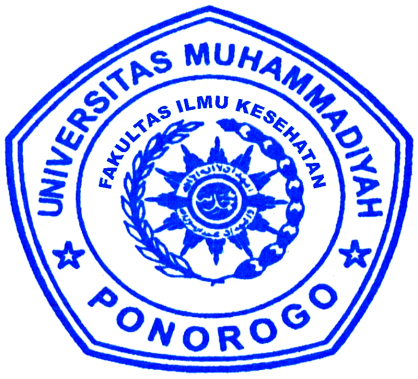 UNIVERSITAS MUHAMMADIYAH
FAKULTAS ILMU KESEHATAN
PONOROGO